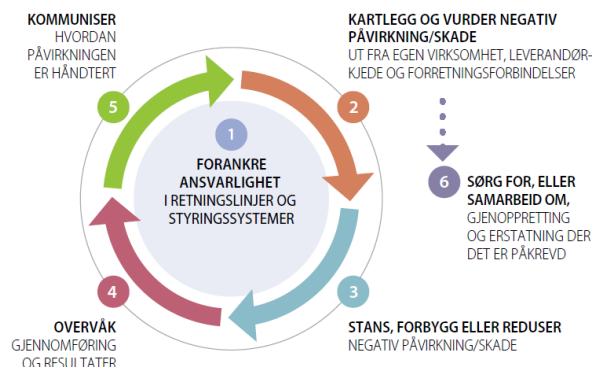 1
FORANKRE
ANSVARLIGHET
I RETNINGSLINJER OG
STYRINGSSYSTEMER
2
KARTLEGG OG VURDER NEGATIV
PÅVIRKNING/SKADE
UT FRA EGEN VIRKSOMHET, LEVERANDØR-
KJEDE OG FORRETNINGSFORBINDELSER
3
STANS, FORBYGG ELLER REDUSER
NEGATIV PÅVIRKNING/SKADE
4
OVERVÅK
GJENNOMFØRING
OG RESULTATER
5
KOMMUNISER
HVORDAN
PÅVIRKNINGEN
ER HÅNDTERT
6
SØRG FOR, ELLER
SAMARBEID OM,
GJENOPPRETTING
OG ERSTATNING DER
DET ER PÅKREVD